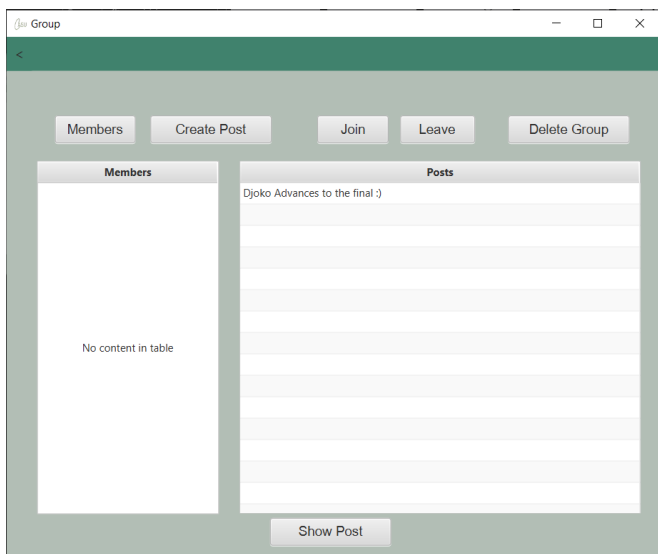 Group
<
Members Create Post Join Leave Delete Group
Members Posts
Djoko Advances to the final :)
No content in table
Show Post